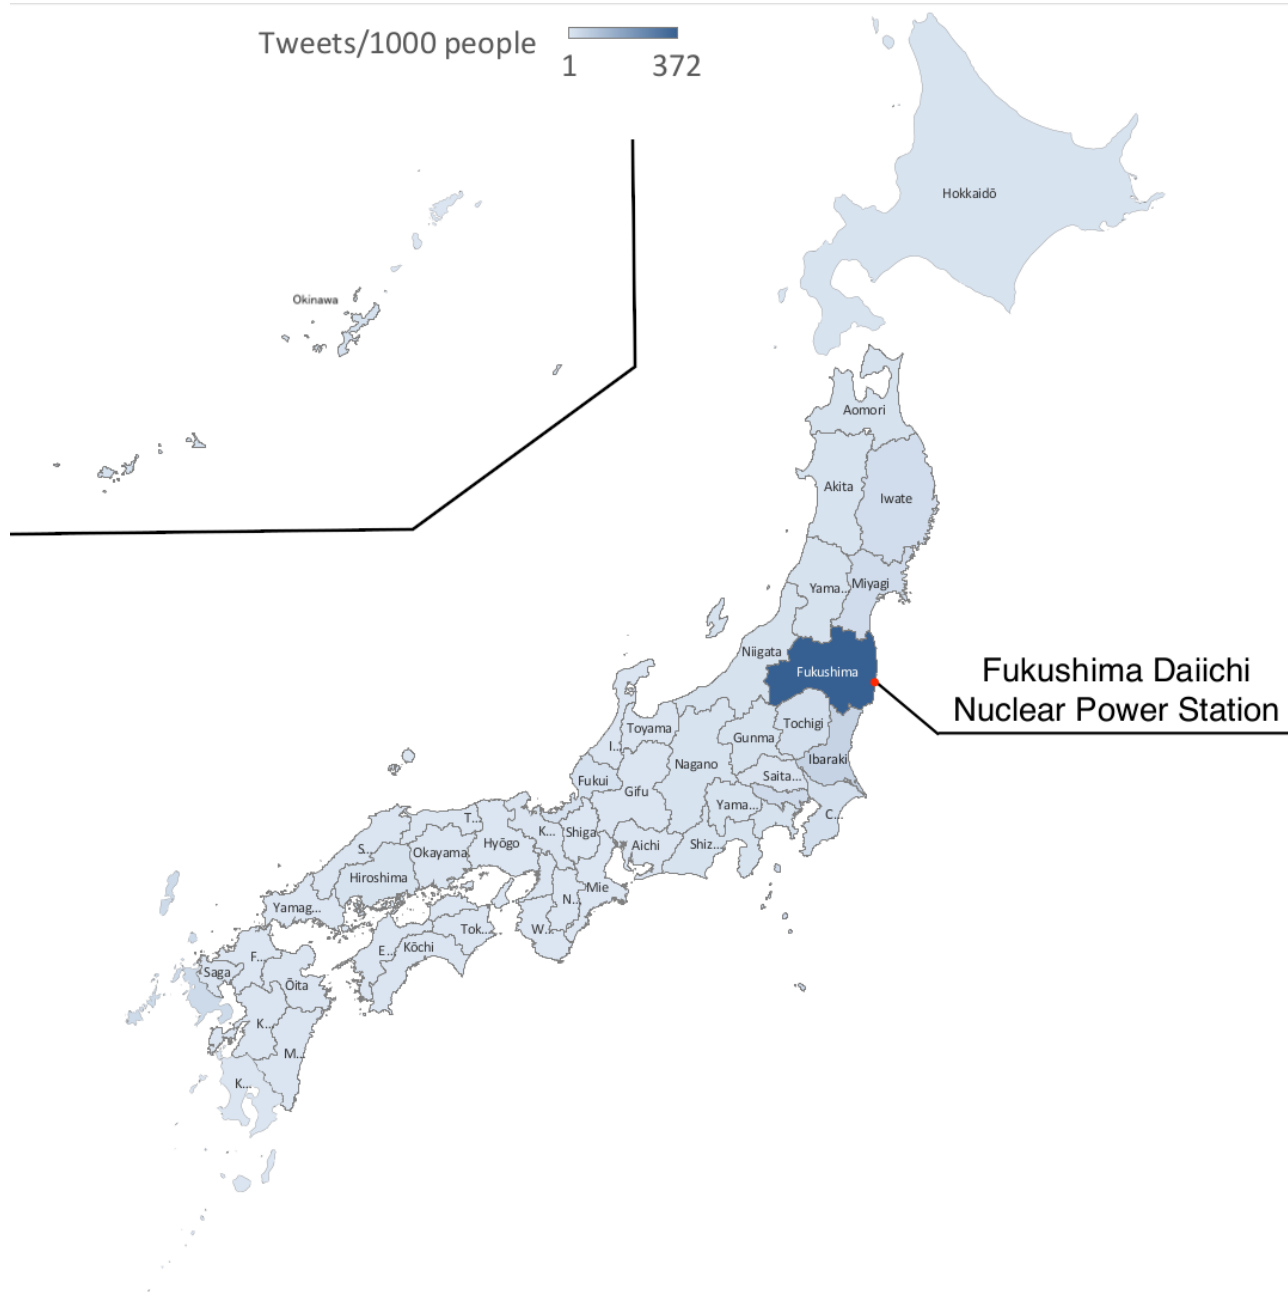 Tweets/1000 people
1 372
Hokkaidō
Okinawa
Aomori
Akita
Iwate
Yama...
Miyagi
Niigata
Fukushima
Fukushima Daiichi
Nuclear Power Station
Toyama
Gunma
Tochigi
I...
Nagano
Ibaraki
Fukui
Gifu
Saita...
Yama...
C...
T...
K...
Shiga
Hyōgo
Aichi
Shiz...
S...
Okayama
Hiroshima
Mie
N...
Yamag...
W...
Tok...
E...
Kōchi
F...
Saga
Ōita
K...
M...
K...